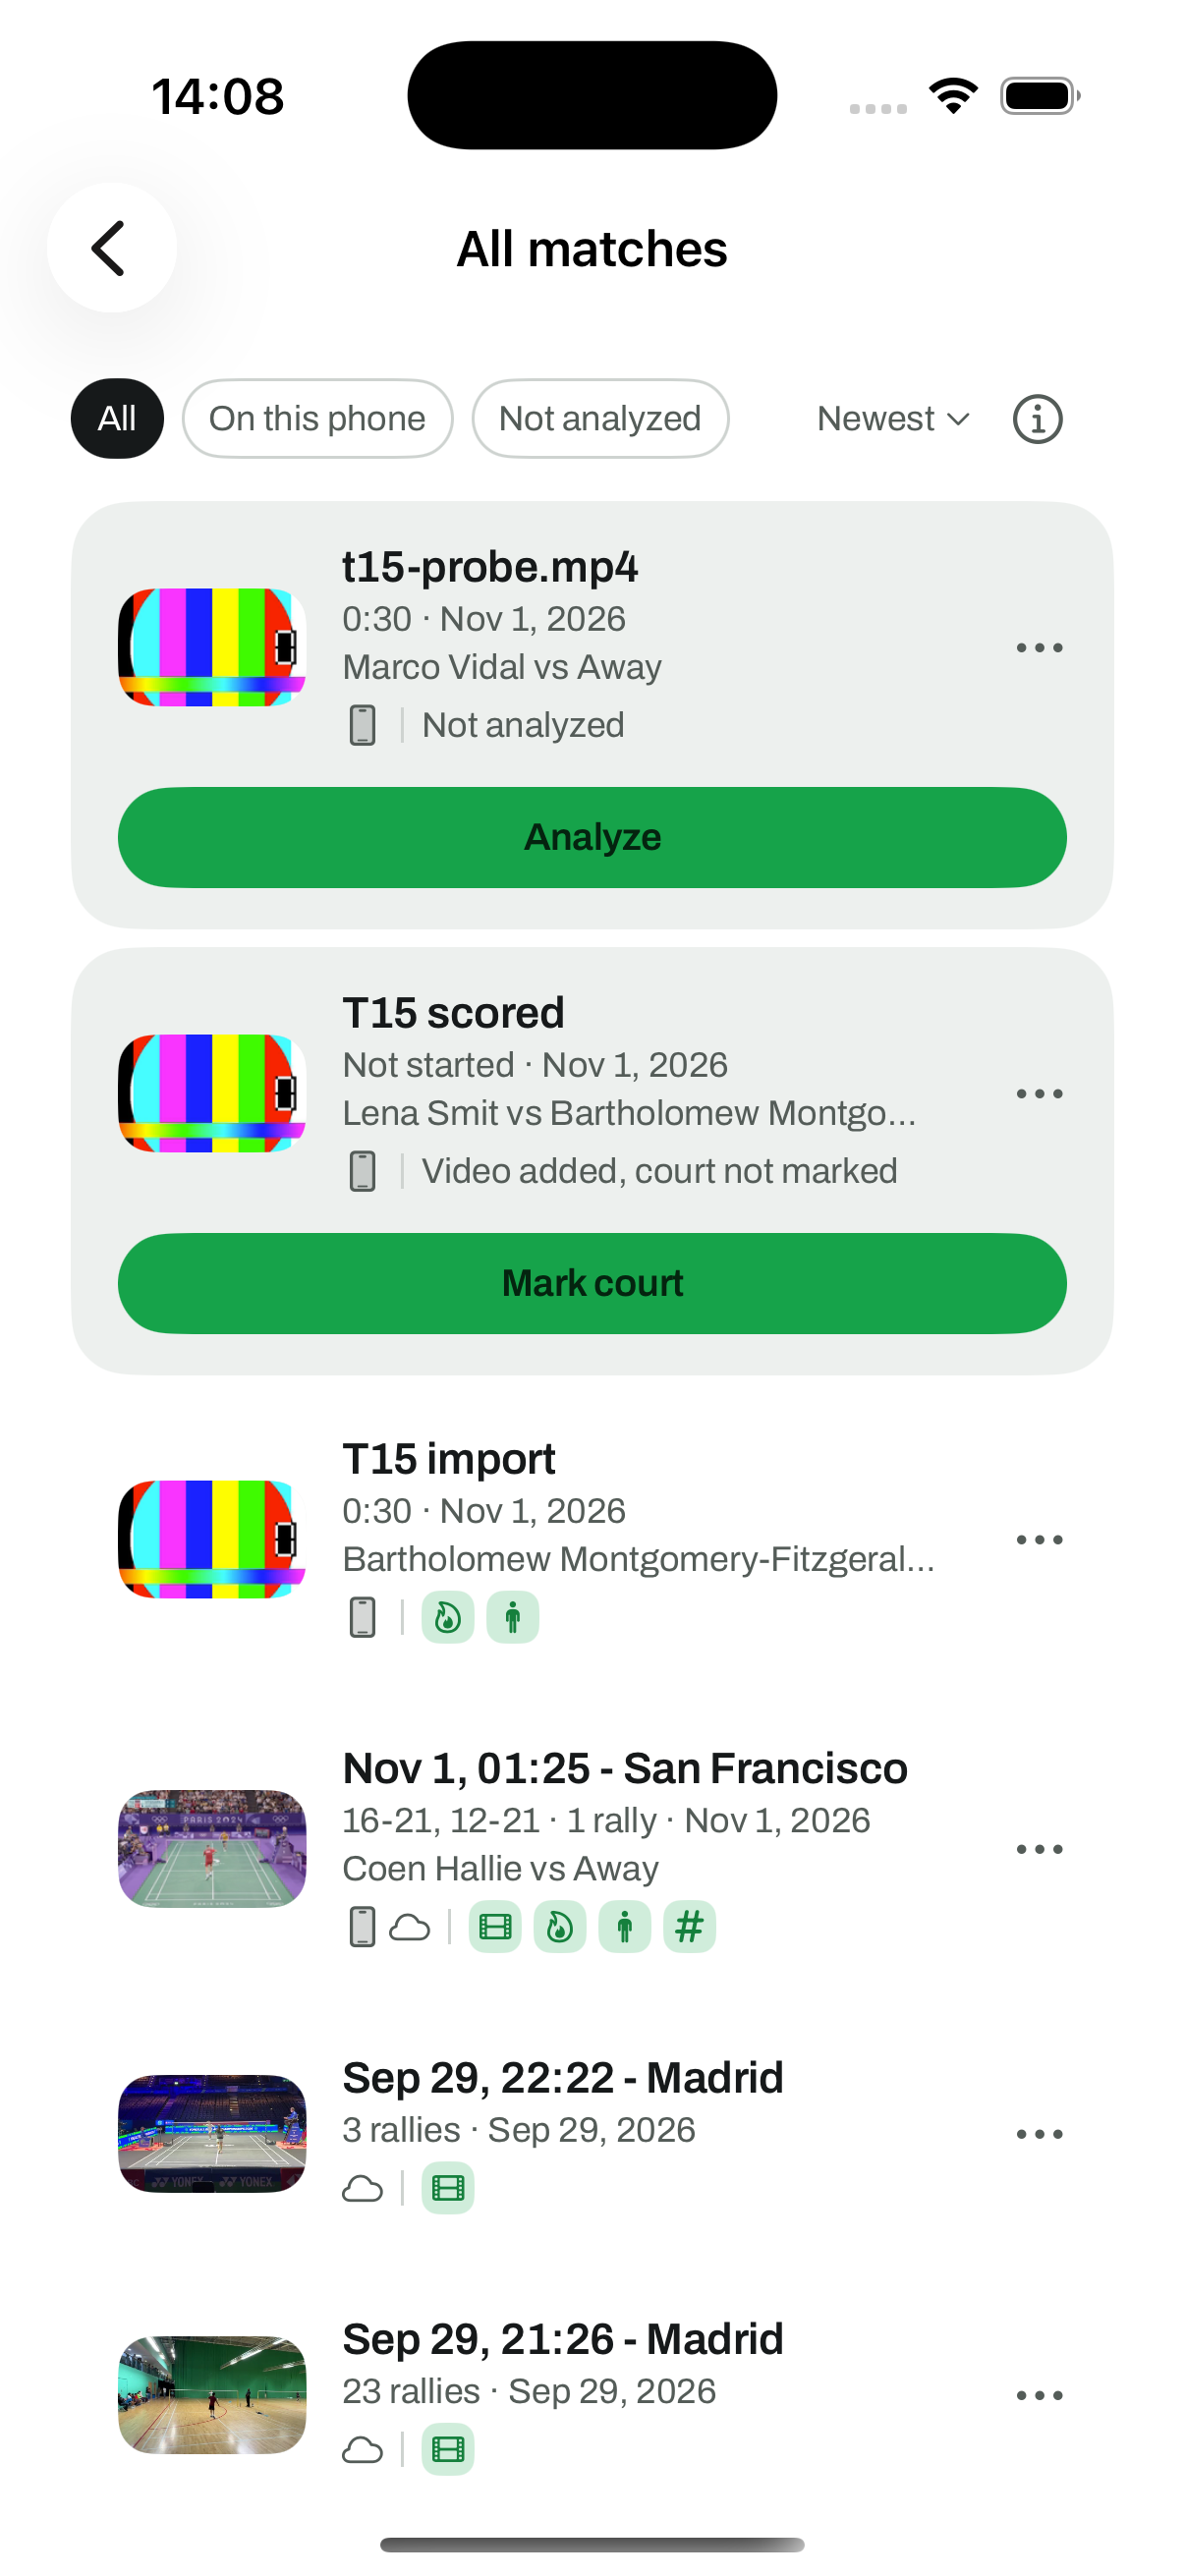 14:08
All matches
All
On this phone
Not analyzed
Newest
t15-probe.mp4
0:30 · Nov 1, 2026
Marco Vidal vs Away
Not analyzed
Analyze
T15 scored
Not started · Nov 1, 2026
Lena Smit vs Bartholomew Montgo...
Video added, court not marked
Mark court
T15 import
0:30 · Nov 1, 2026
Bartholomew Montgomery-Fitzgeral...
Nov 1, 01:25 - San Francisco
16-21, 12-21 · 1 rally · Nov 1, 2026
Coen Hallie vs Away
PARIS 2024
Sep 29, 22:22 - Madrid
3 rallies · Sep 29, 2026
YONEX YONEX
Sep 29, 21:26 - Madrid
23 rallies · Sep 29, 2026